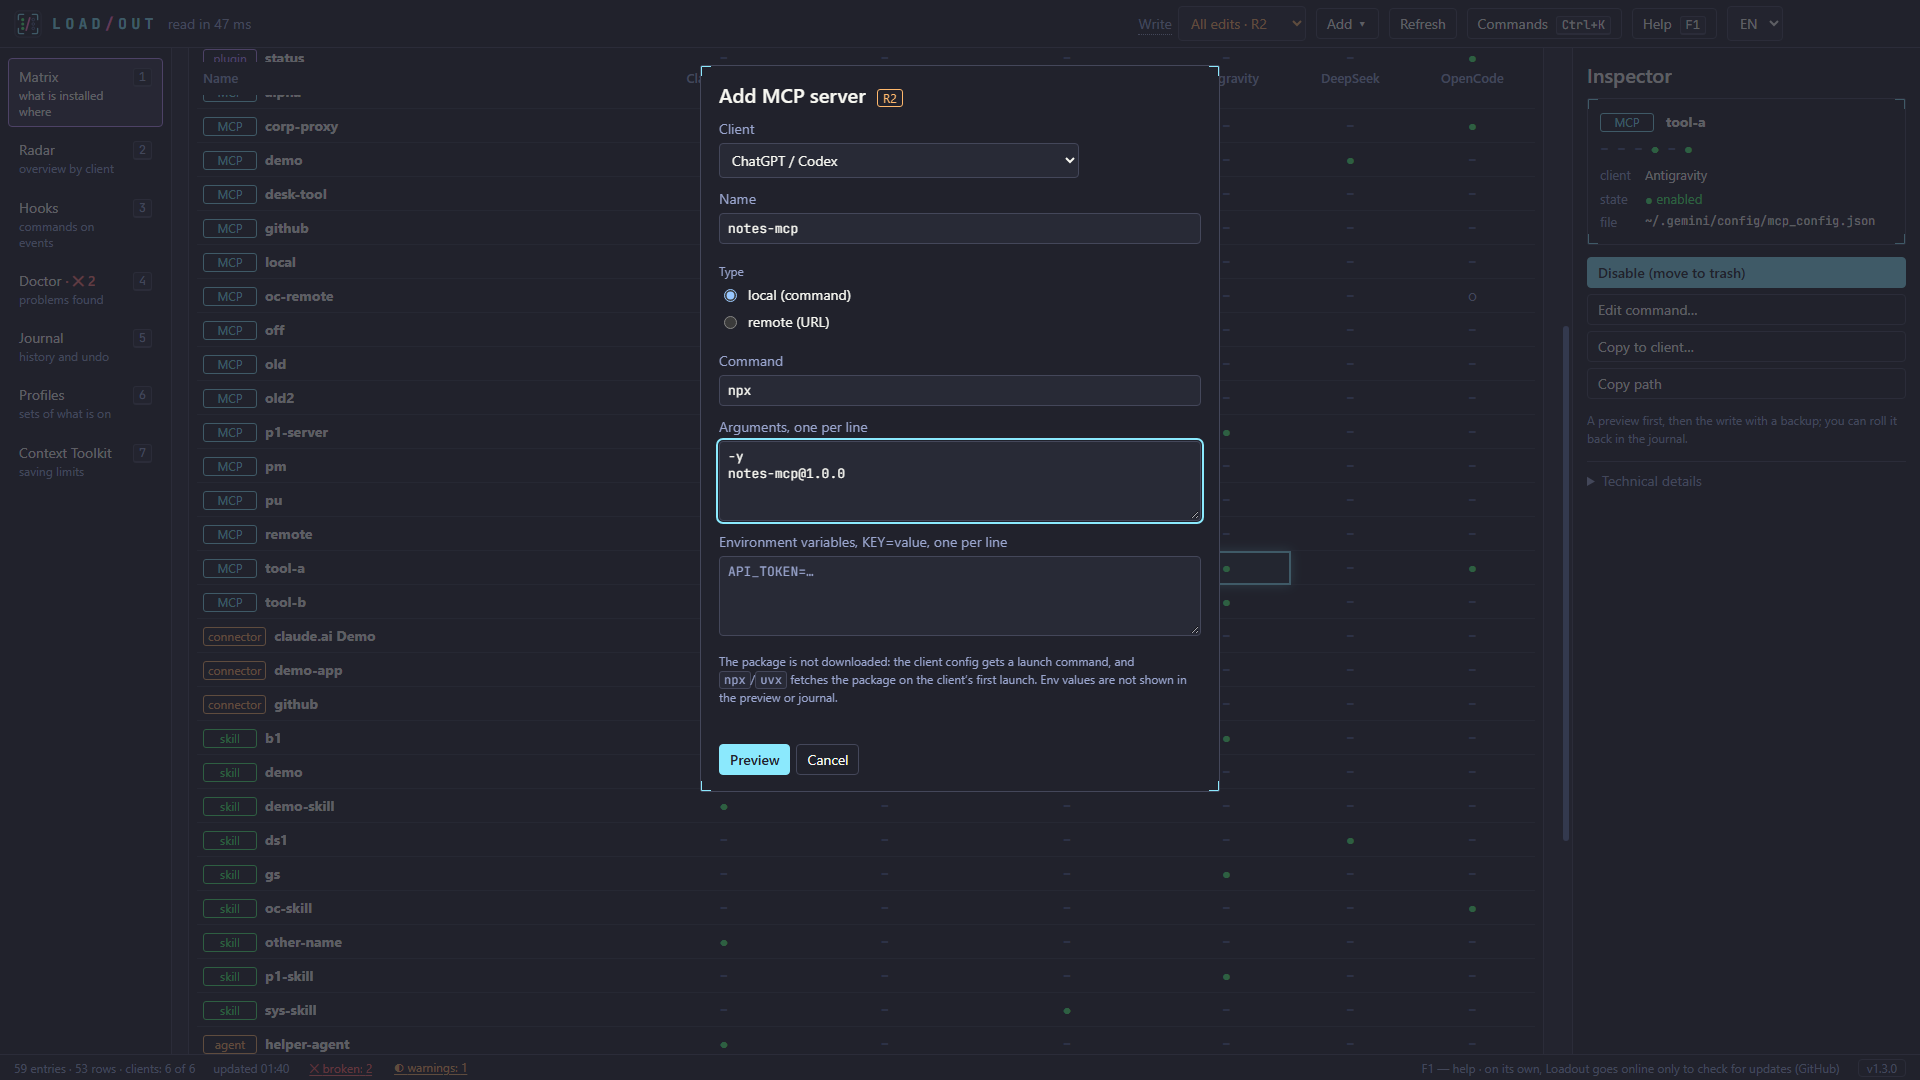 LOAD/OUT read in 47 ms
Write All edits · R2 Add ▾ Refresh Commands Ctrl+K Help F1 EN
Matrix 1
what is installed
where
Radar 2
overview by client
Hooks 3
commands on
events
Doctor · ✕ 2 4
problems found
Journal 5
history and undo
Profiles 6
sets of what is on
Context Toolkit 7
saving limits
plugin status
Name DeepSeek OpenCode
MCP corp-proxy
MCP demo
MCP desk-tool
MCP github
MCP local
MCP oc-remote
MCP off
MCP old
MCP old2
MCP p1-server
MCP pm
MCP pu
MCP remote
MCP tool-a
MCP tool-b
connector claude.ai Demo
connector demo-app
connector github
skill b1
skill demo
skill demo-skill
skill ds1
skill gs
skill oc-skill
skill other-name
skill p1-skill
skill sys-skill
agent helper-agent
Add MCP server R2
Client
ChatGPT / Codex
Name
notes-mcp
Type
local (command)
remote (URL)
Command
npx
Arguments, one per line
-y
notes-mcp@1.0.0
Environment variables, KEY=value, one per line
API_TOKEN=…
The package is not downloaded: the client config gets a launch command, and
npx/uvx fetches the package on the client's first launch. Env values are not shown in
the preview or journal.
Preview Cancel
Inspector
MCP tool-a
client Antigravity
state enabled
file ~/.gemini/config/mcp_config.json
Disable (move to trash)
Edit command...
Copy to client...
Copy path
A preview first, then the write with a backup; you can roll it
back in the journal.
▶ Technical details
59 entries · 53 rows · clients: 6 of 6 updated 01:40 ✕ broken: 2 ◐ warnings: 1
F1 — help · on its own, Loadout goes online only to check for updates (GitHub) v1.3.0